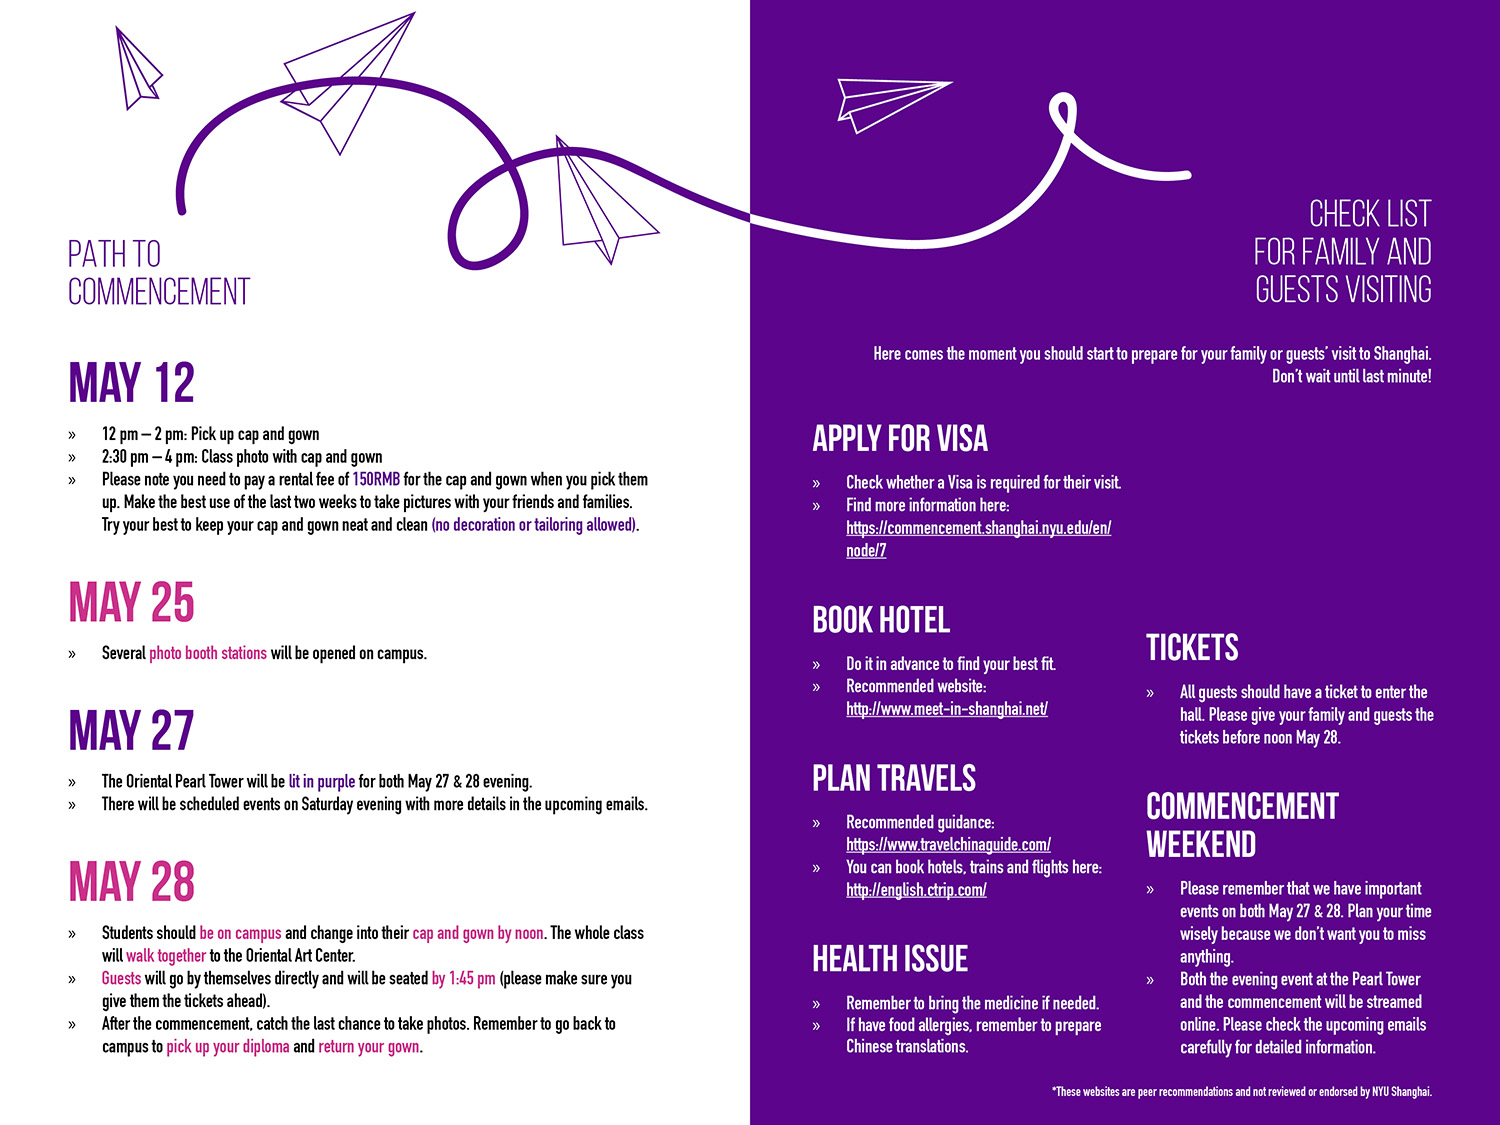 PATH TO
COMMENCEMENT
MAY 12
» 12 pm – 2 pm: Pick up cap and gown
» 2:30 pm – 4 pm: Class photo with cap and gown
» Please note you need to pay a rental fee of 150RMB for the cap and gown when you pick them
up. Make the best use of the last two weeks to take pictures with your friends and families.
Try your best to keep your cap and gown neat and clean (no decoration or tailoring allowed).
MAY 25
» Several photo booth stations will be opened on campus.
MAY 27
» The Oriental Pearl Tower will be lit in purple for both May 27 & 28 evening.
» There will be scheduled events on Saturday evening with more details in the upcoming emails.
MAY 28
» Students should be on campus and change into their cap and gown by noon. The whole class
will walk together to the Oriental Art Center.
» Guests will go by themselves directly and will be seated by 1:45 pm (please make sure you
give them the tickets ahead).
» After the commencement, catch the last chance to take photos. Remember to go back to
campus to pick up your diploma and return your gown.
CHECK LIST
FOR FAMILY AND
GUESTS VISITING
Here comes the moment you should start to prepare for your family or guests' visit to Shanghai.
Don't wait until last minute!
APPLY FOR VISA
» Check whether a Visa is required for their visit.
» Find more information here:
https://commencement.shanghai.nyu.edu/en/
node/7
BOOK HOTEL
» Do it in advance to find your best fit.
» Recommended website:
http://www.meet-in-shanghai.net/
PLAN TRAVELS
» Recommended guidance:
https://www.travelchinaguide.com/
» You can book hotels, trains and flights here:
http://english.ctrip.com/
HEALTH ISSUE
» Remember to bring the medicine if needed.
» If have food allergies, remember to prepare
Chinese translations.
TICKETS
» All guests should have a ticket to enter the
hall. Please give your family and guests the
tickets before noon May 28.
COMMENCEMENT
WEEKEND
» Please remember that we have important
events on both May 27 & 28. Plan your time
wisely because we don't want you to miss
anything.
» Both the evening event at the Pearl Tower
and the commencement will be streamed
online. Please check the upcoming emails
carefully for detailed information.
*These websites are peer recommendations and not reviewed or endorsed by NYU Shanghai.